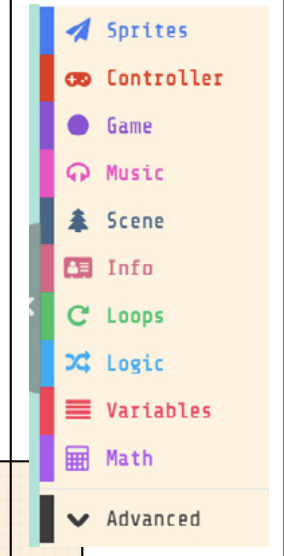 Sprites
Controller
Game
Music
Scene
Info
Loops
Logic
Variables
Math
Advanced